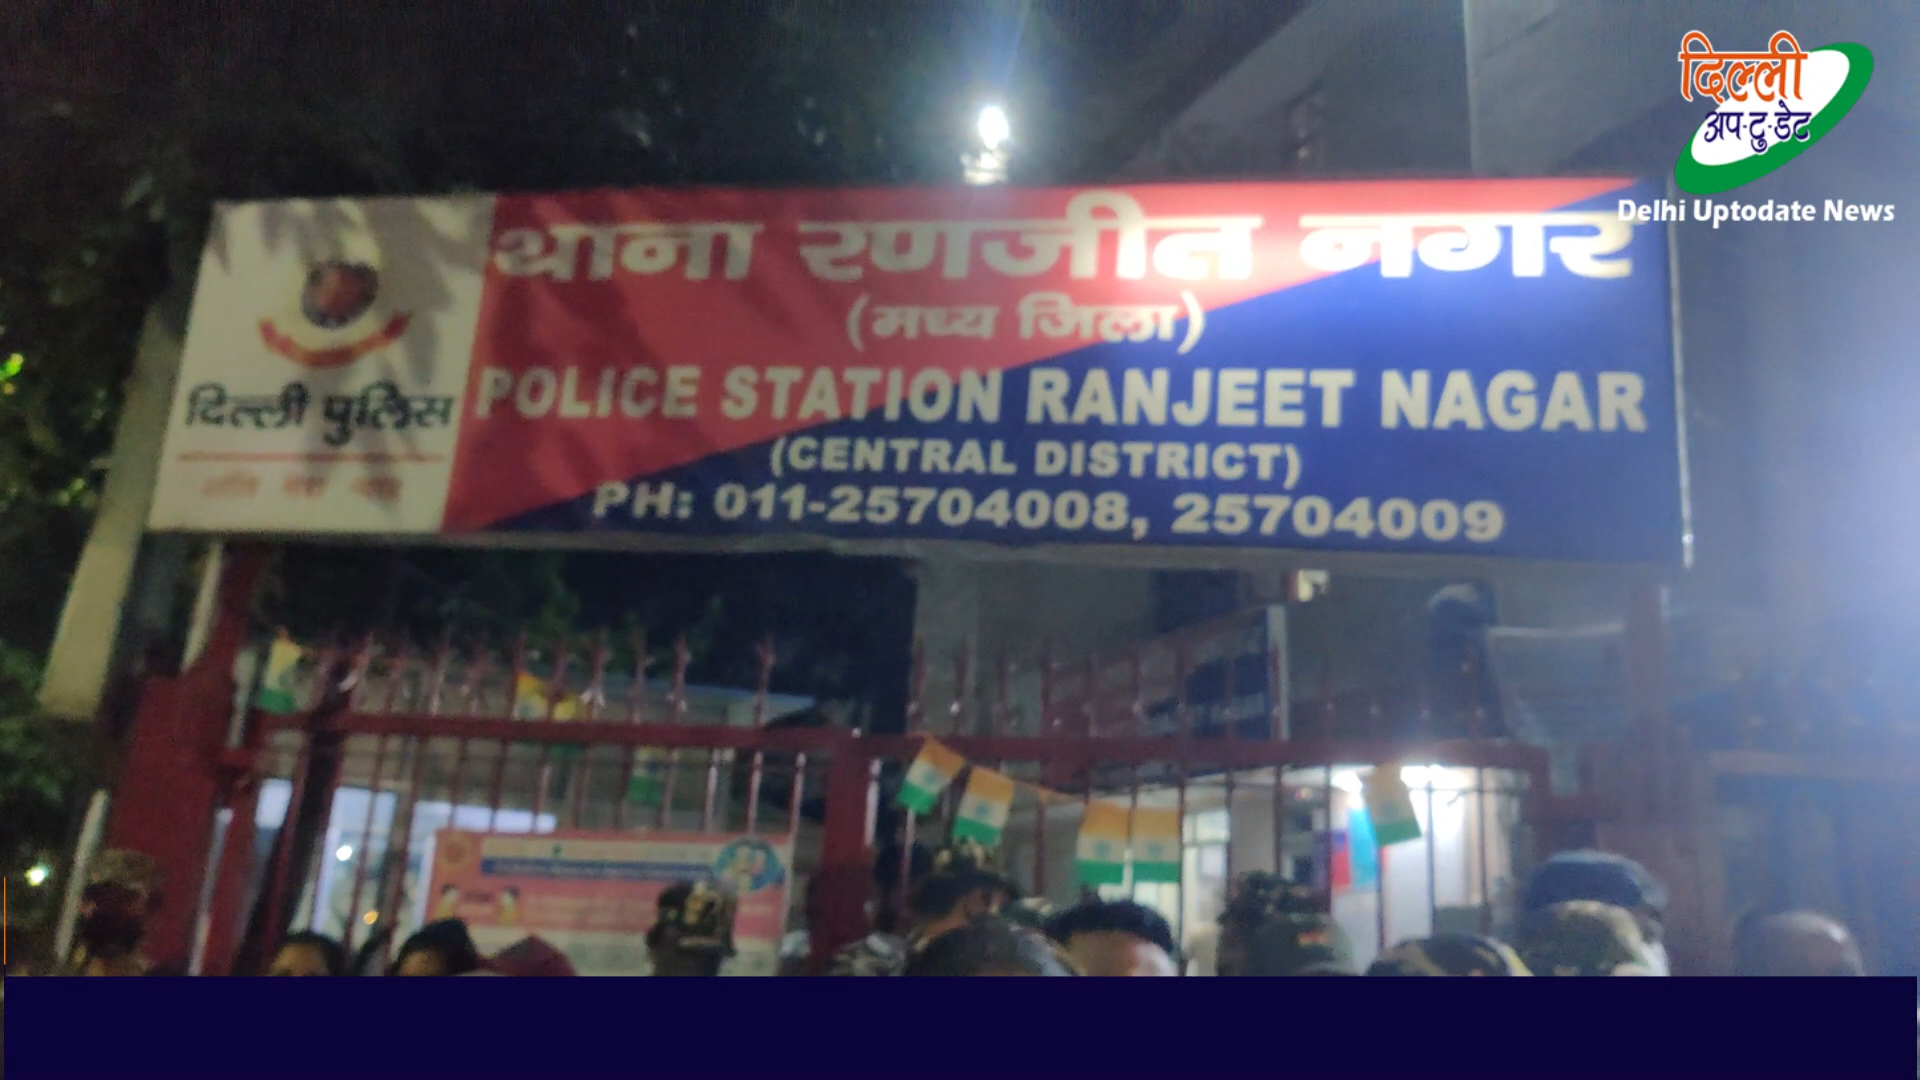 दिल्ली
अप-टु-डेट
Delhi Uptodate News
थाना रणजीत नगर
(मध्य जिला)
POLICE STATION RANJEET NAGAR
(CENTRAL DISTRICT)
PH: 011-25704008, 25704009
दिल्ली पुलिस